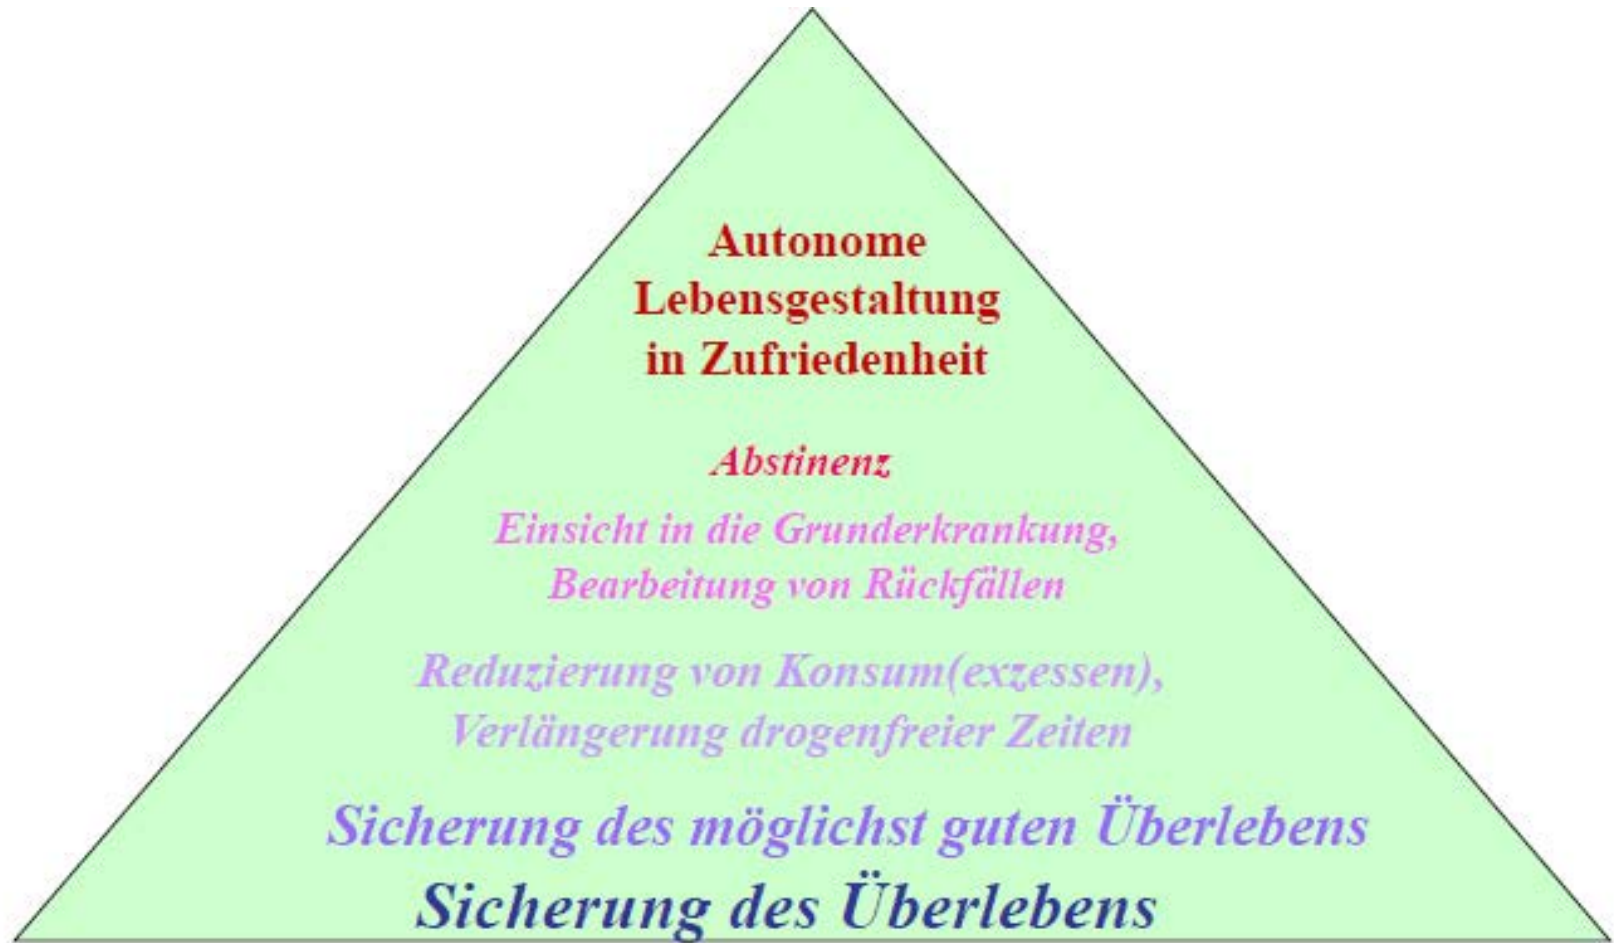 Autonome
Lebensgestaltung
in Zufriedenheit
Abstinenz
Einsicht in die Grunderkrankung,
Bearbeitung von Rückfällen
Reduzierung von Konsum(exzessen),
Verlängerung drogenfreier Zeiten
Sicherung des möglichst guten Überlebens
Sicherung des Überlebens